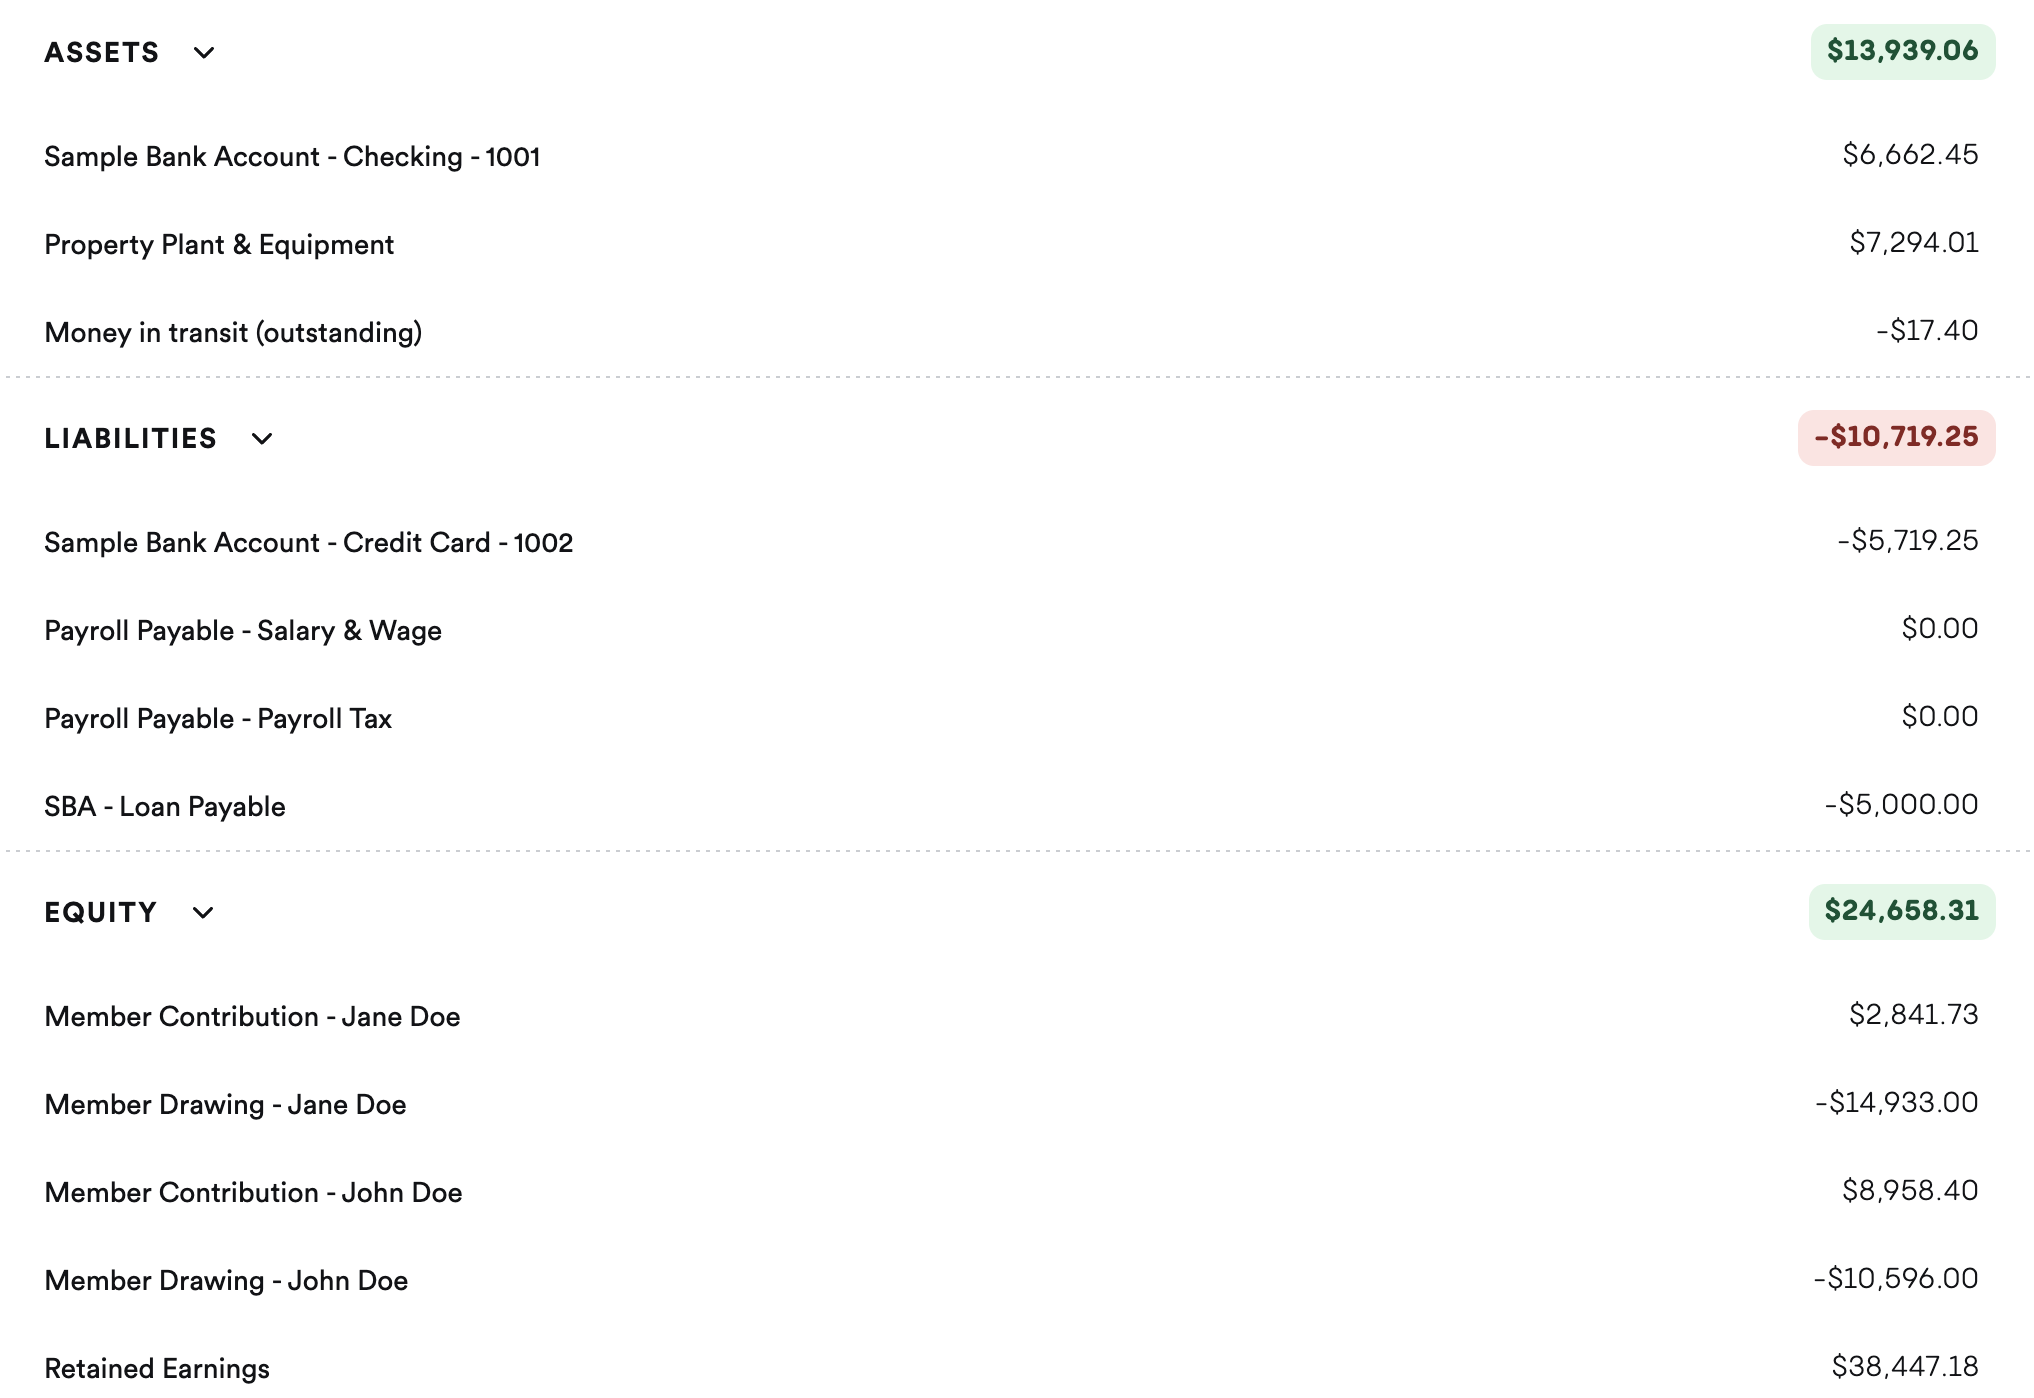 ASSETS $13,939.06
Sample Bank Account - Checking - 1001 $6,662.45
Property Plant & Equipment $7,294.01
Money in transit (outstanding) -$17.40
LIABILITIES -$10,719.25
Sample Bank Account - Credit Card - 1002 -$5,719.25
Payroll Payable - Salary & Wage $0.00
Payroll Payable - Payroll Tax $0.00
SBA - Loan Payable -$5,000.00
EQUITY $24,658.31
Member Contribution - Jane Doe $2,841.73
Member Drawing - Jane Doe -$14,933.00
Member Contribution - John Doe $8,958.40
Member Drawing - John Doe -$10,596.00
Retained Earnings $38,447.18